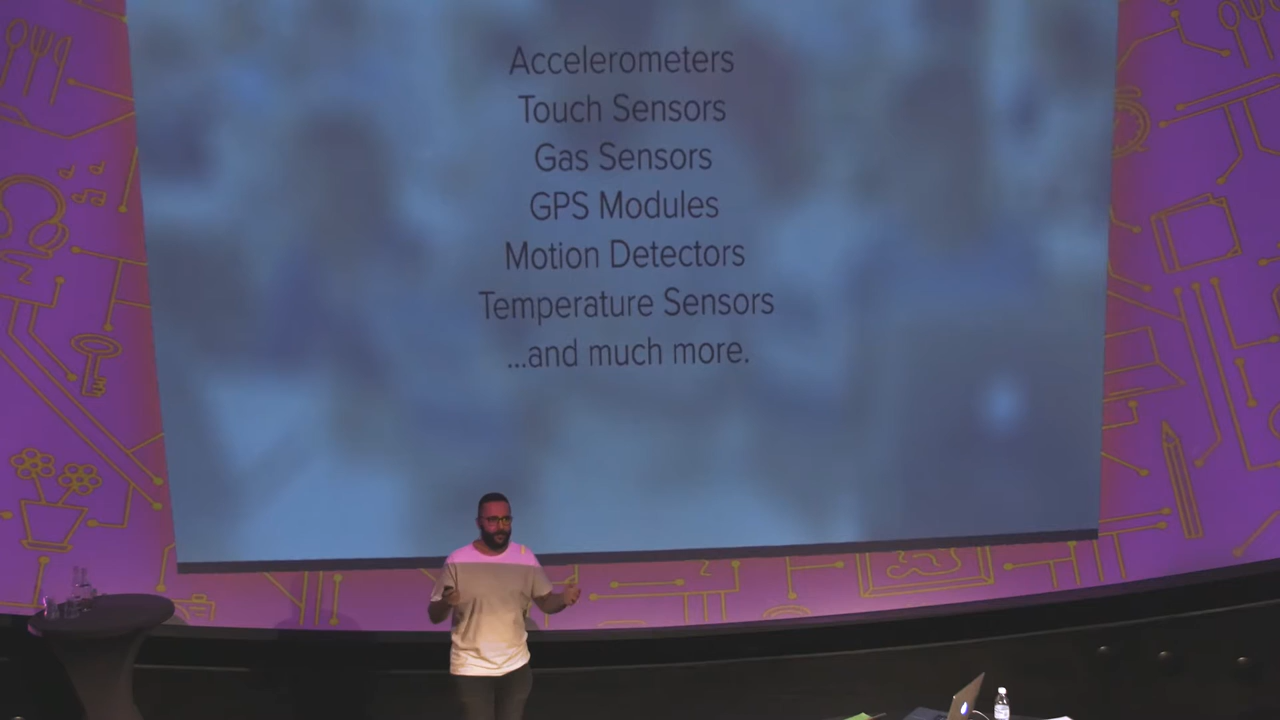 Accelerometers
Touch Sensors
Gas Sensors
GPS Modules
Motion Detectors
Temperature Sensors
...and much more.